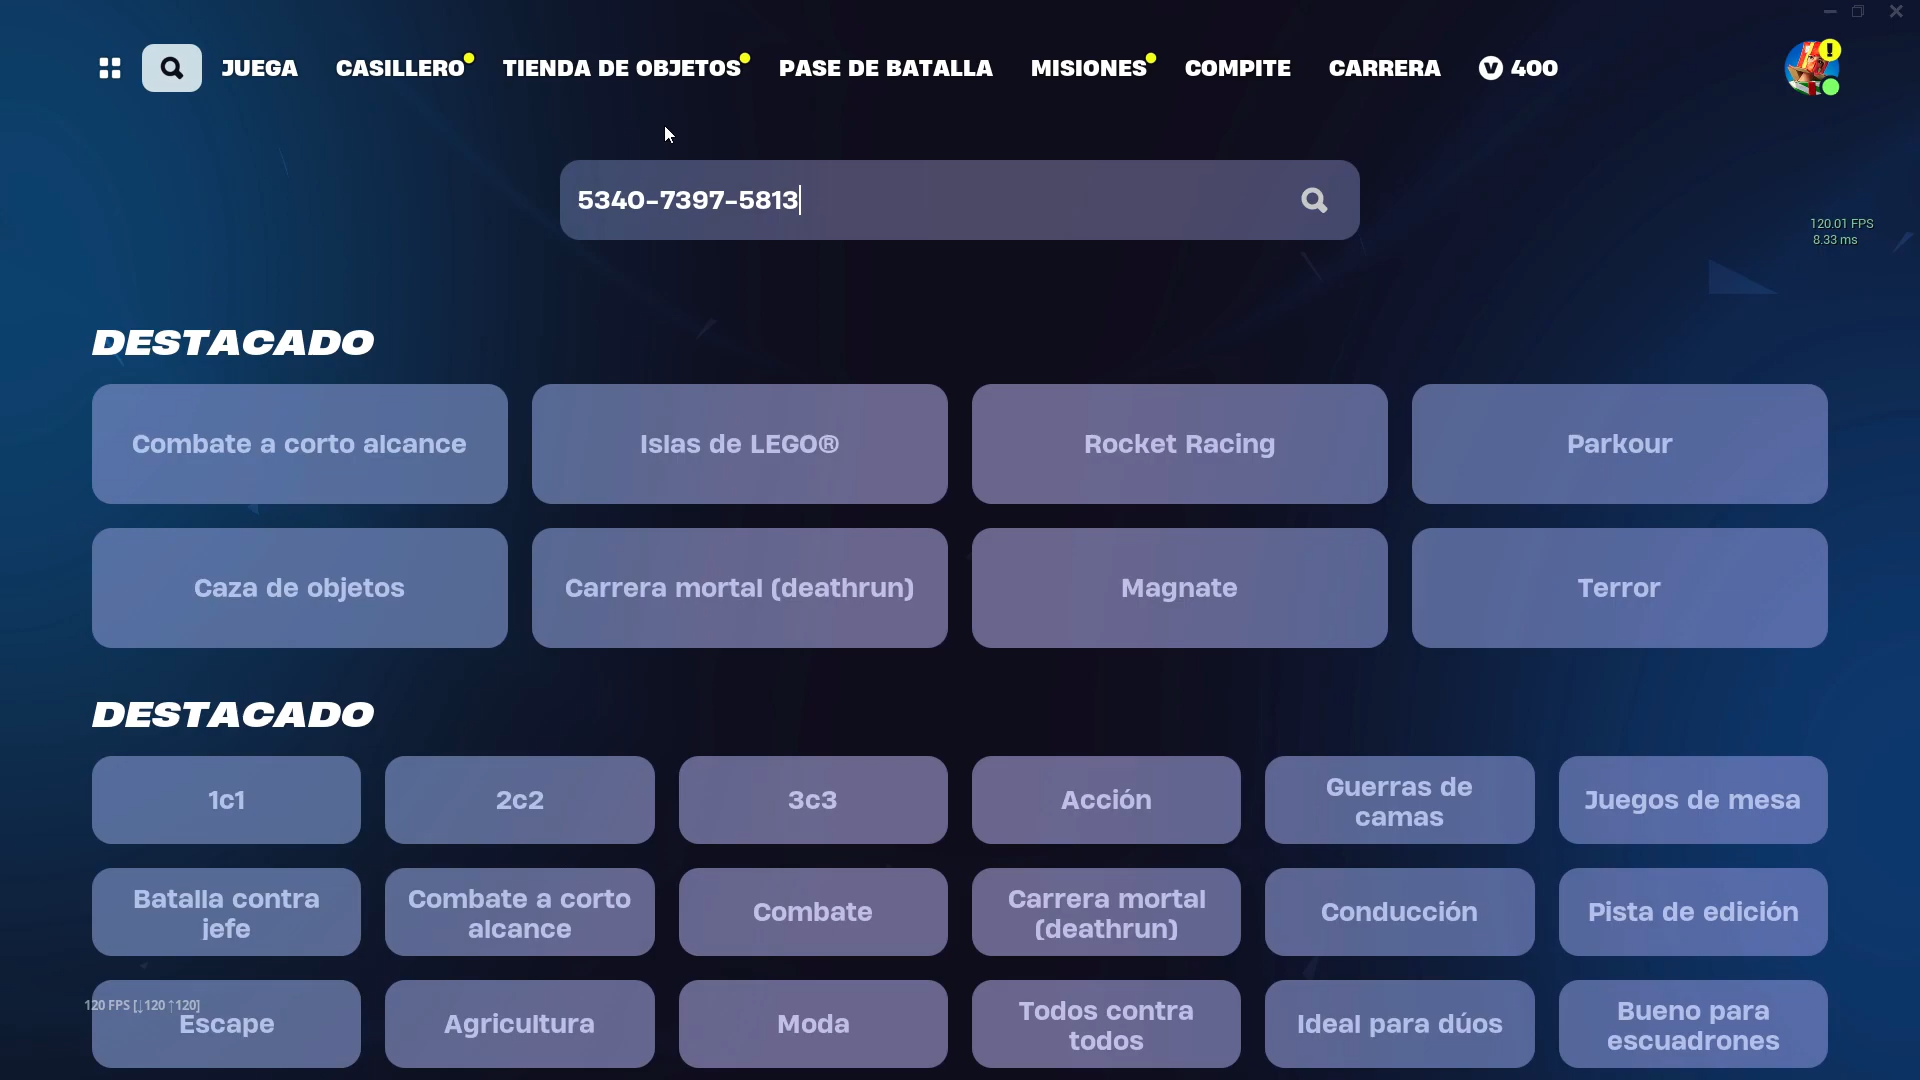 JUEGA CASILLERO TIENDA DE OBJETOS PASE DE BATALLA MISIONES COMPITE CARRERA V 400
!
5340-7397-5813
120.01 FPS
8.33 ms
DESTACADO
Combate a corto alcance
Islas de LEGO®
Rocket Racing
Parkour
Caza de objetos
Carrera mortal (deathrun)
Magnate
Terror
DESTACADO
1c1
2c2
3c3
Acción
Guerras de
camas
Juegos de mesa
Batalla contra
jefe
Combate a corto
alcance
Combate
Carrera mortal
(deathrun)
Conducción
Pista de edición
120 FPS [↓120 ↑120]
Escape
Agricultura
Moda
Todos contra
todos
Ideal para dúos
Bueno para
escuadrones